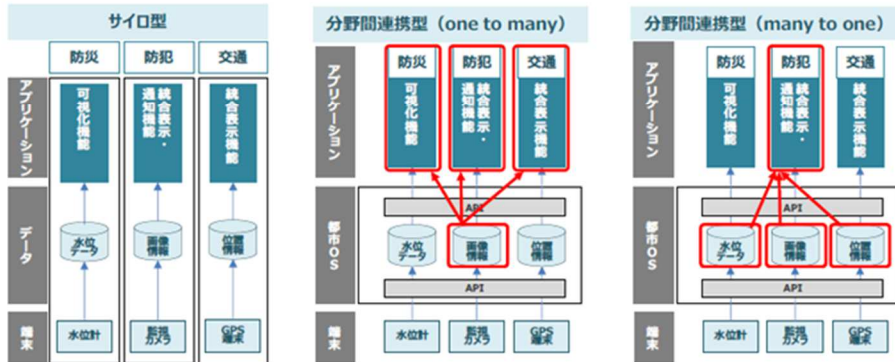 サイロ型
防災 防犯 交通
アプリケーション
可視化機能
統合表示・
通知機能
統合表示機能
データ
水位
データ
画像
情報
位置
情報
端末
水位計
監視
カメラ
GPS
端末
分野間連携型（one to many）
防災 防犯 交通
アプリケーション
可視化機能
統合表示・
通知機能
統合表示機能
都市OS
API
水位
データ
画像
情報
位置
情報
API
端末
水位計
監視
カメラ
GPS
端末
分野間連携型（many to one）
防災 防犯 交通
アプリケーション
可視化機能
統合表示・
通知機能
統合表示機能
都市OS
API
水位
データ
画像
情報
位置
情報
API
端末
水位計
監視
カメラ
GPS
端末